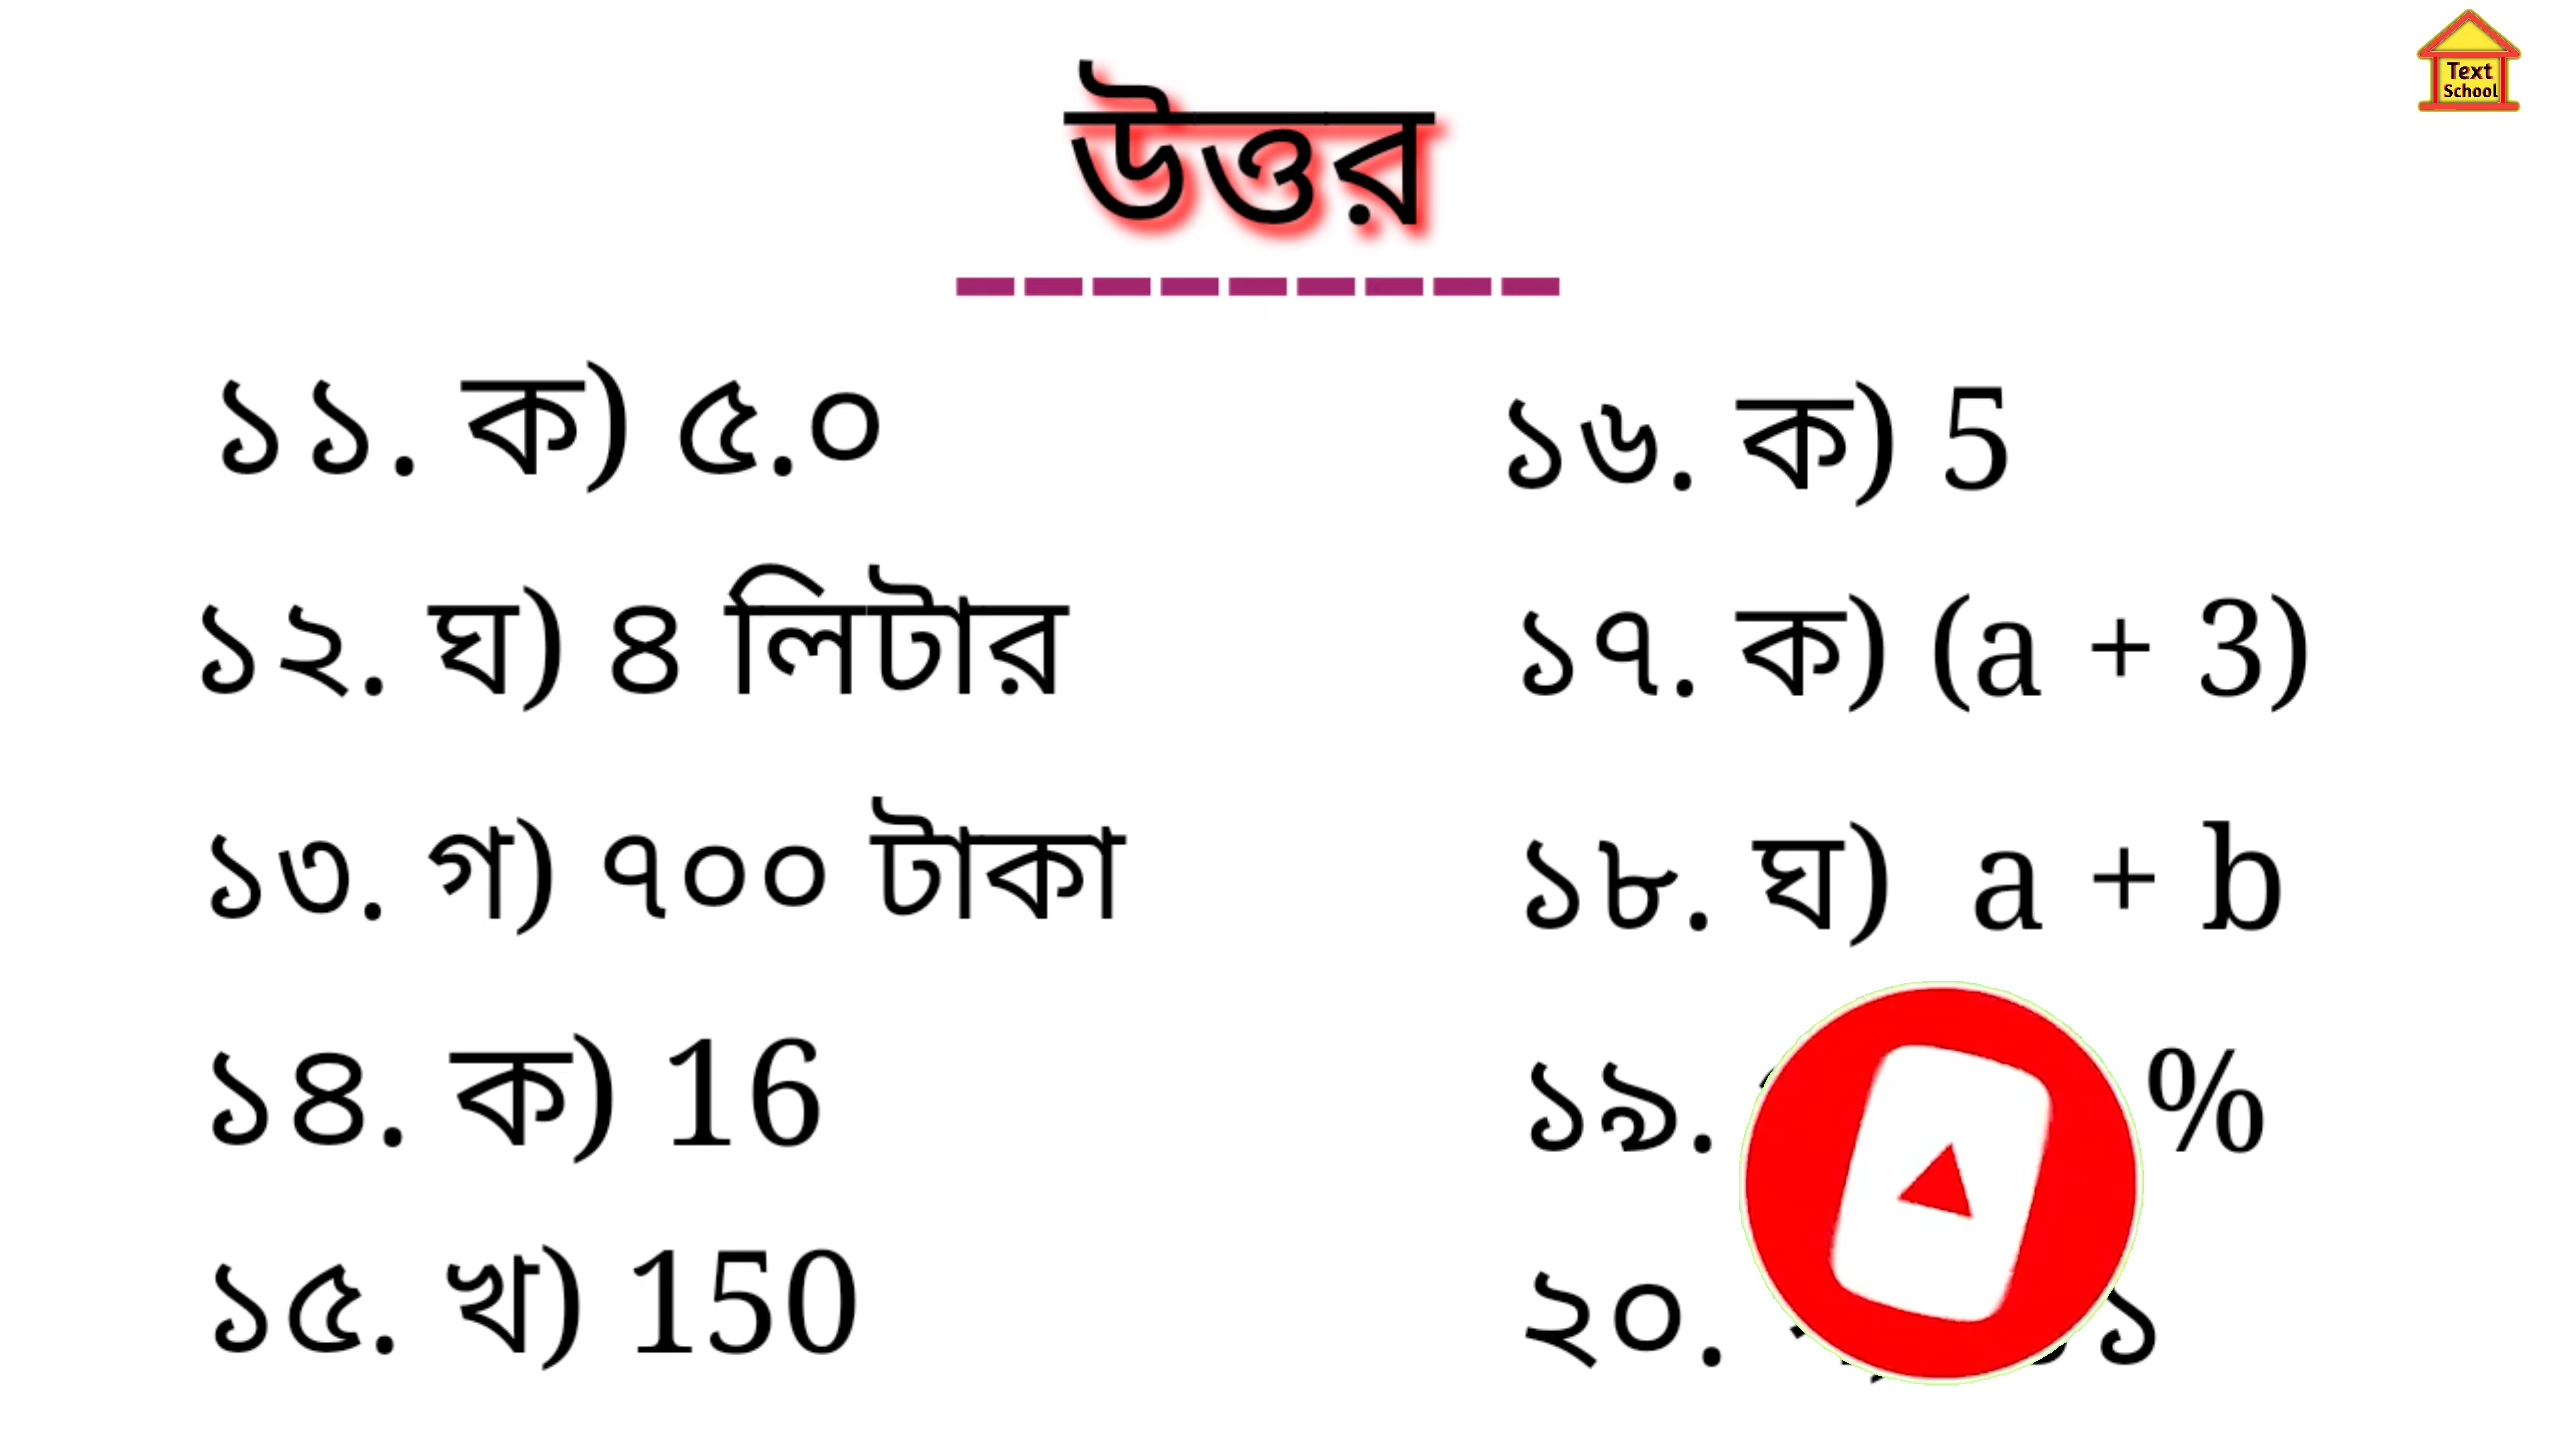 Text
School
উত্তর
১১. ক) ৫.০
১২. ঘ) ৪ লিটার
১৩. গ) ৭০০ টাকা
১৪. ক) 16
১৫. খ) 150
১৬. ক) 5
১৭. ক) (a + 3)
১৮. ঘ) a + b
১৯. %
২০. ১